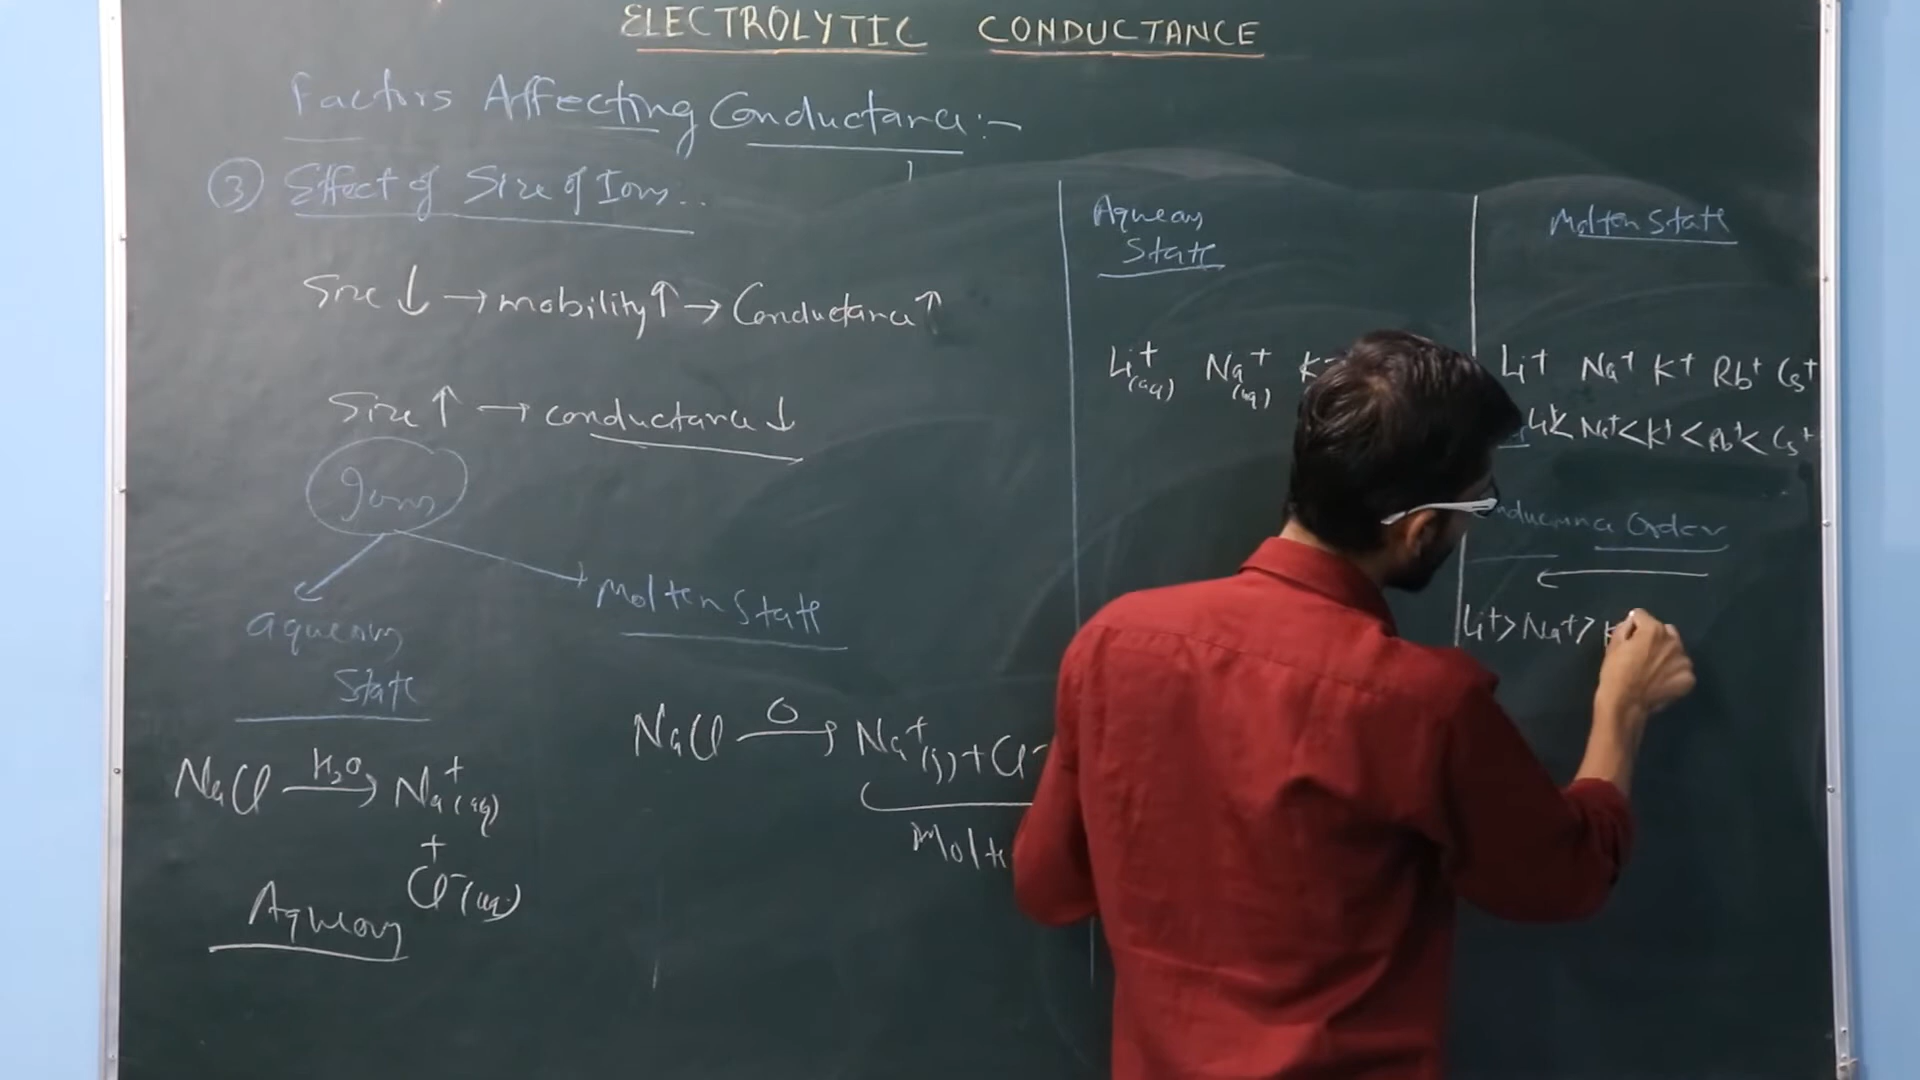 ELECTROLYTIC CONDUCTANCE
Factors Affecting Conductance:-
③ Effect of Size of Ions..
Size ↓ → mobility ↑ → Conductance ↑
Size ↑ → conductance ↓
Ions
aqueous
State
Molten State
NaCl H₂O→ Na⁺(aq)
+
Cl⁻(aq)
Aqueous
NaCl → Na⁺ + Cl⁻
Aqueous
State
Li⁺(aq) Na⁺(aq) K
Molten State
Li⁺ Na⁺ K⁺ Rb⁺ Cs⁺
Li⁺< Na⁺< K⁺ < Rb⁺< Cs⁺
Order
←
Li⁺> Na⁺> K